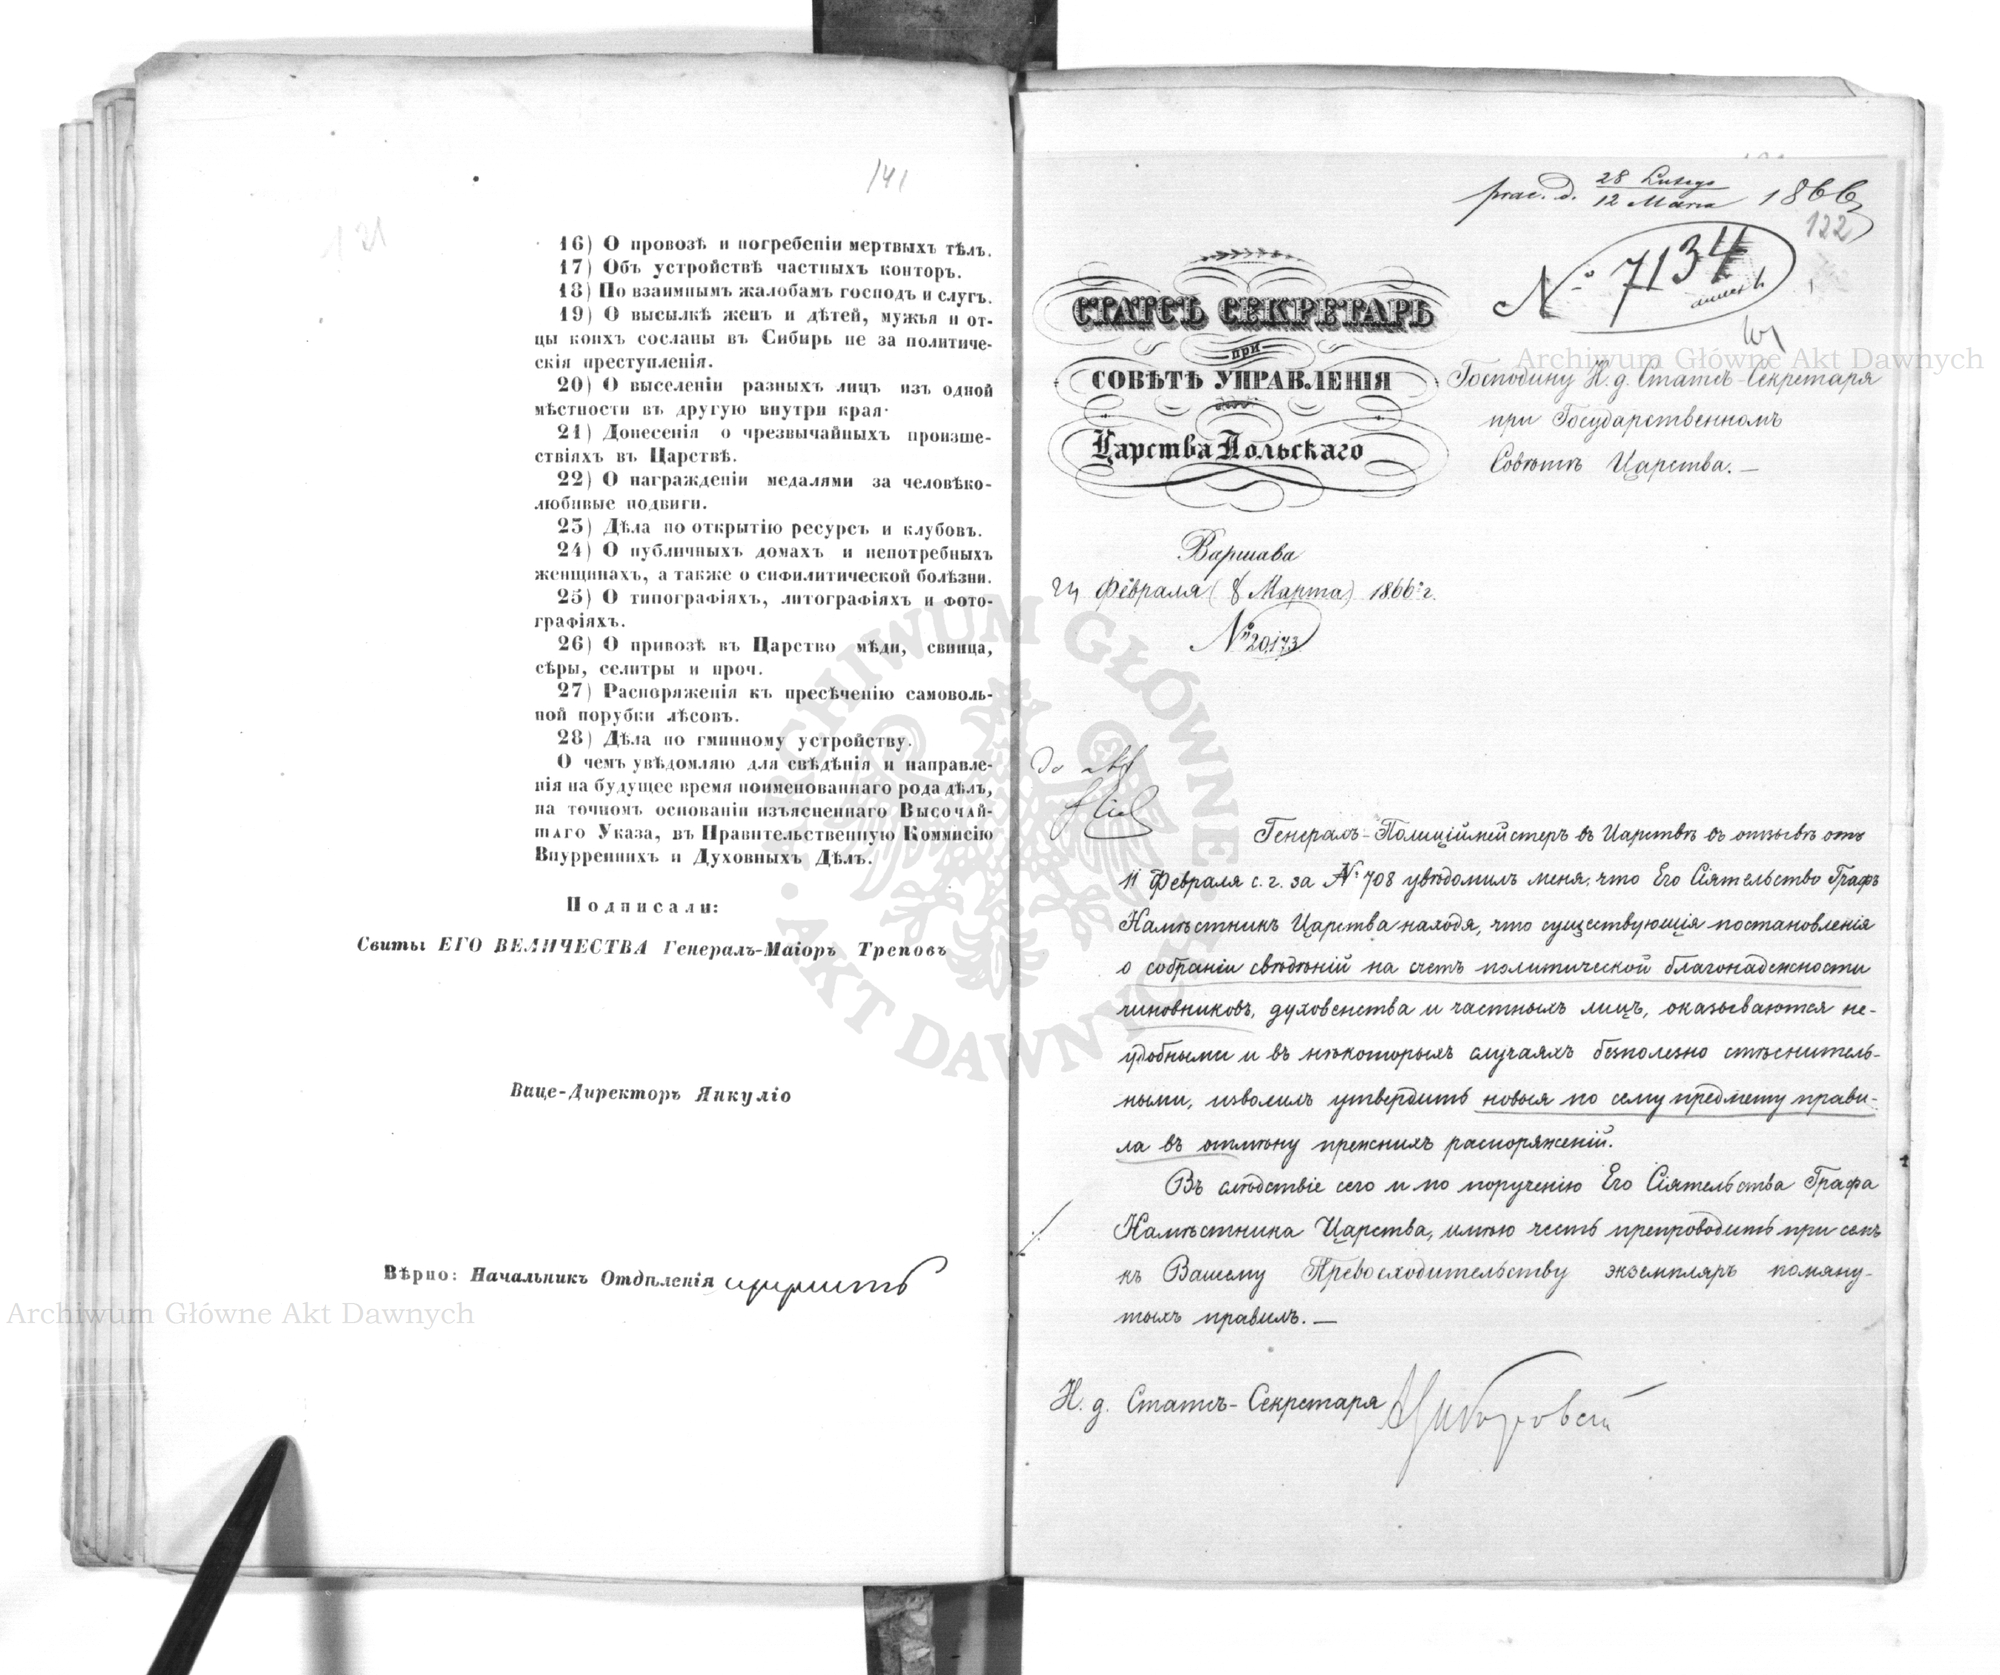 141
121
16) О провозѣ и погребеніи мертвыхъ тѣлъ.
17) Объ устройствѣ частныхъ конторъ.
18) По взаимнымъ жалобамъ господъ и слугъ.
19) О высылкѣ женъ и дѣтей, мужья и от-
цы коихъ сосланы въ Сибирь не за политиче-
скія преступленія.
20) О выселеніи разныхъ лицъ изъ одной
мѣстности въ другую внутри края.
21) Донесенія о чрезвычайныхъ произше-
ствіяхъ въ Царствѣ.
22) О награжденіи медалями за человѣко-
любивые подвиги.
23) Дѣла по открытію ресурсъ и клубовъ.
24) О публичныхъ домахъ и непотребныхъ
женщинахъ, а также о сифилитической болѣзни.
25) О типографіяхъ, литографіяхъ и фото-
графіяхъ.
26) О привозѣ въ Царство мѣди, свинца,
сѣры, селитры и проч.
27) Распоряженія къ пресѣченію самоволь-
ной порубки лѣсовъ.
28) Дѣла по гминному устройству.
О чемъ увѣдомляю для свѣдѣнія и направле-
нія на будущее время поименованнаго рода дѣлъ,
на точномъ основаніи изъясненнаго Высочай-
шаго Указа, въ Правительственную Коммисію
Внурренихъ и Духовныхъ Дѣлъ.
Подписали:
Свиты ЕГО ВЕЛИЧЕСТВА Генералъ-Маіоръ Треповъ
Вице-Директоръ Янкуліо
Вѣрно: Начальникъ Отдѣленія
Archiwum Główne Akt Dawnych
prac. d. 28 Lutego
12 Marca 1866
122
№ 7134
СТАТСЪ СЕКРЕТАРЬ
при
СОВѢТѢ УПРАВЛЕНІЯ
Царства Польскаго
Archiwum Główne Akt Dawnych
Господину И. д. Статсъ-Секретаря
при Государственномъ
Совѣтѣ Царства.—
Варшава
24 Февраля (8 Марта) 1866 г.
№ 20,173
do akt
Генералъ-Полиціймейстеръ въ Царствѣ въ отзывѣ отъ
11 Февраля с. г. за № 708 увѣдомилъ меня, что Его Сіятельство Графъ
Намѣстникъ Царства находя, что существующія постановленія
о собраніи свѣдѣній на счетъ политической благонадежности
чиновниковъ, духовенства и частныхъ лицъ, оказываются не-
удобными и въ нѣкоторыхъ случаяхъ безполезно стѣснитель-
ными, изволилъ утвердить новыя по сему предмету прави-
ла въ отмѣну прежнихъ распоряженій.
Въ слѣдствіе сего и по порученію Его Сіятельства Графа
Намѣстника Царства, имѣю честь препроводить при семъ
къ Вашему Превосходительству экземпляръ помяну-
тыхъ правилъ.—
И. д. Статсъ-Секретаря
ARCHIWUM GŁÓWNE AKT DAWNYCH